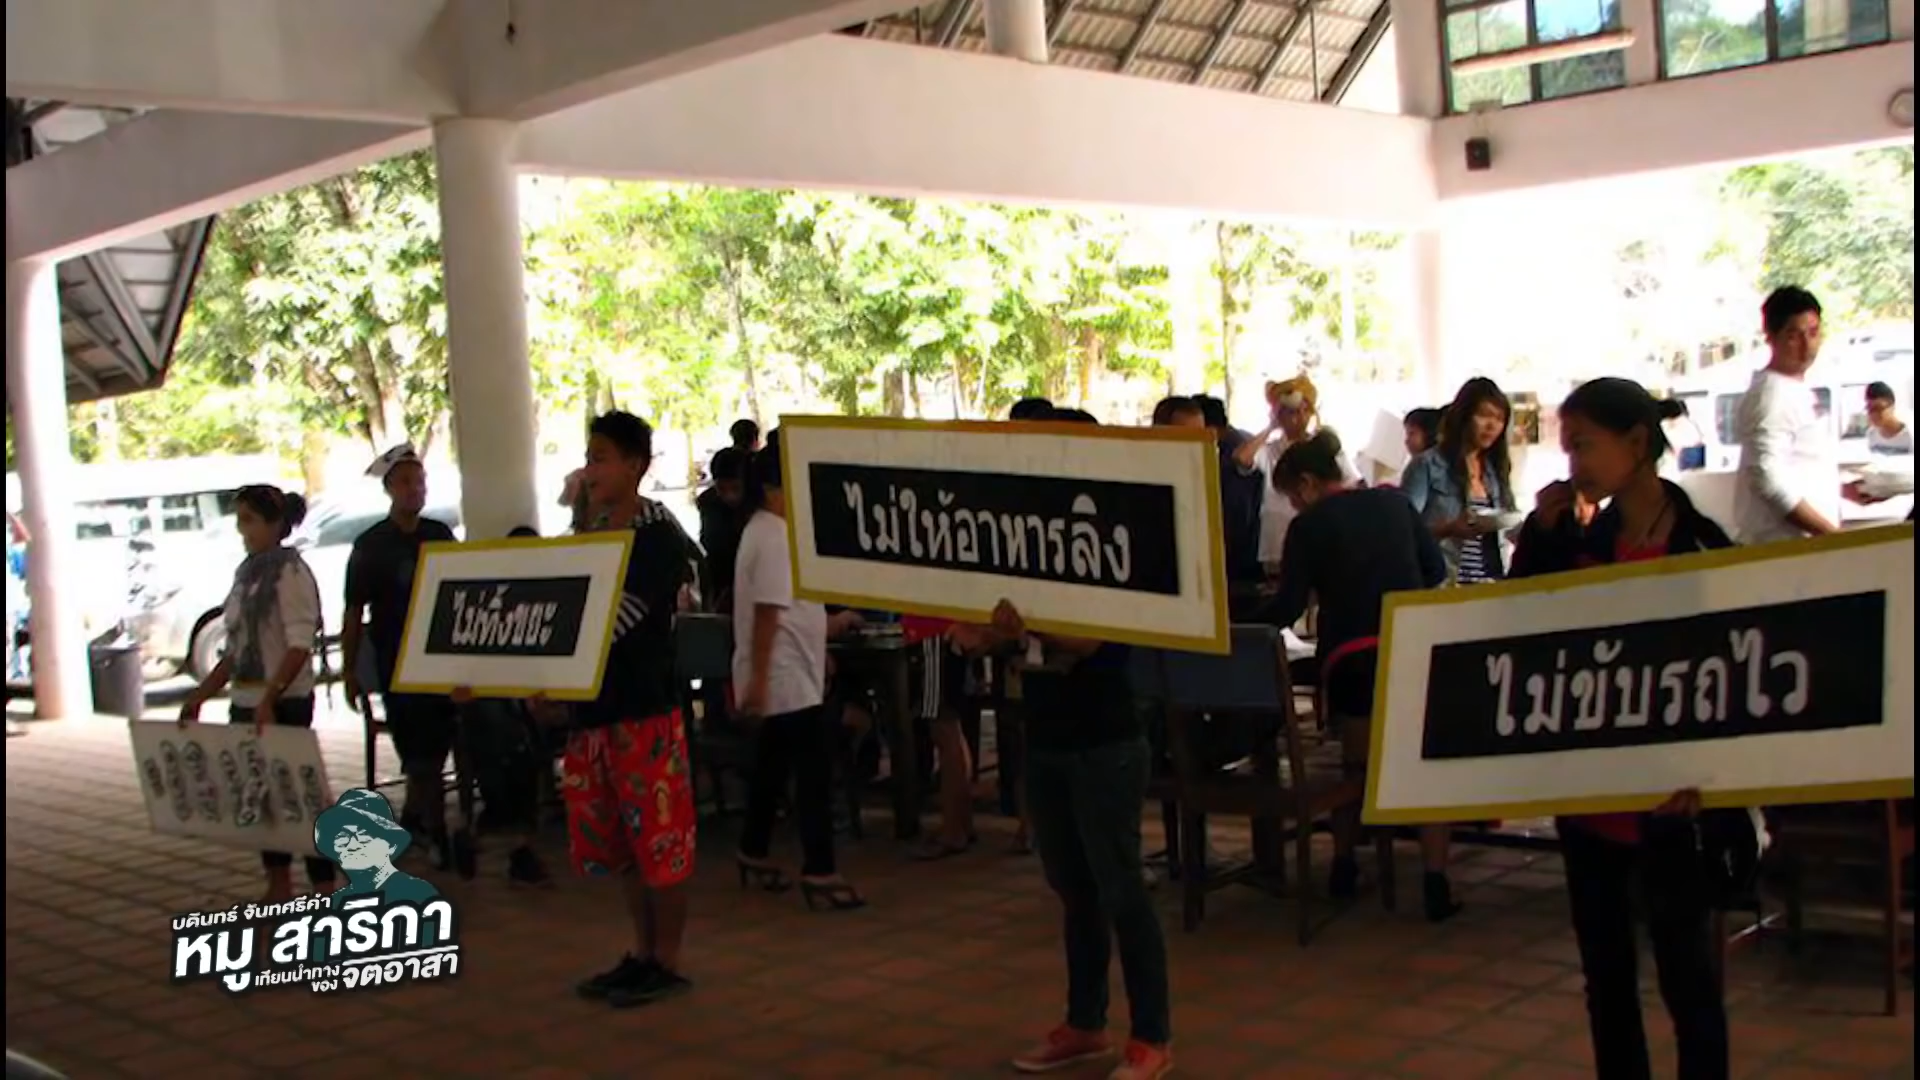 ไม่ให้อาหารลิง
ไม่ทิ้งขยะ
ไม่ขับรถไว
บดินทร์ จันทศรีคำ
หมู สาริกา
เทียนนำทาง
ของ จิตอาสา